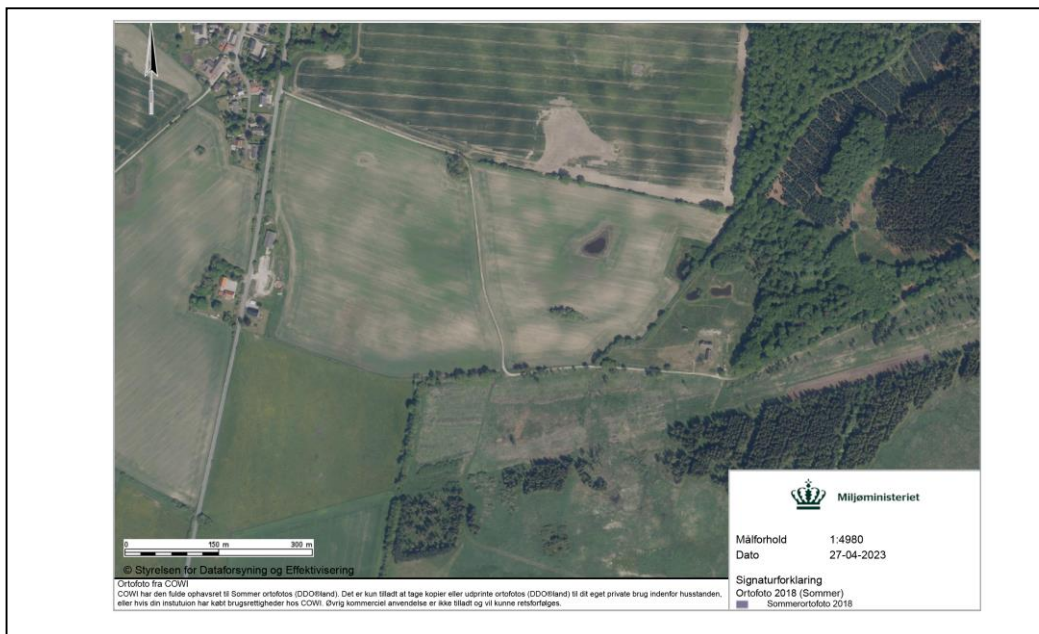 0 150 m 300 m
© Styrelsen for Dataforsyning og Effektivisering
Miljøministeriet
Målforhold 1:4980
Dato 27-04-2023
Signaturforklaring
Ortofoto 2018 (Sommer)
Sommerortofoto 2018
Ortofoto fra COWI
COWI har den fulde ophavsret til Sommer ortofotos (DDO®land). Det er kun tilladt at tage kopier eller udprinte ortofotos (DDO®land) til dit eget private brug indenfor husstanden,
eller hvis din instutuion har købt brugsrettigheder hos COWI. Øvrig kommerciel anvendelse er ikke tilladt og vil kunne retsforfølges.